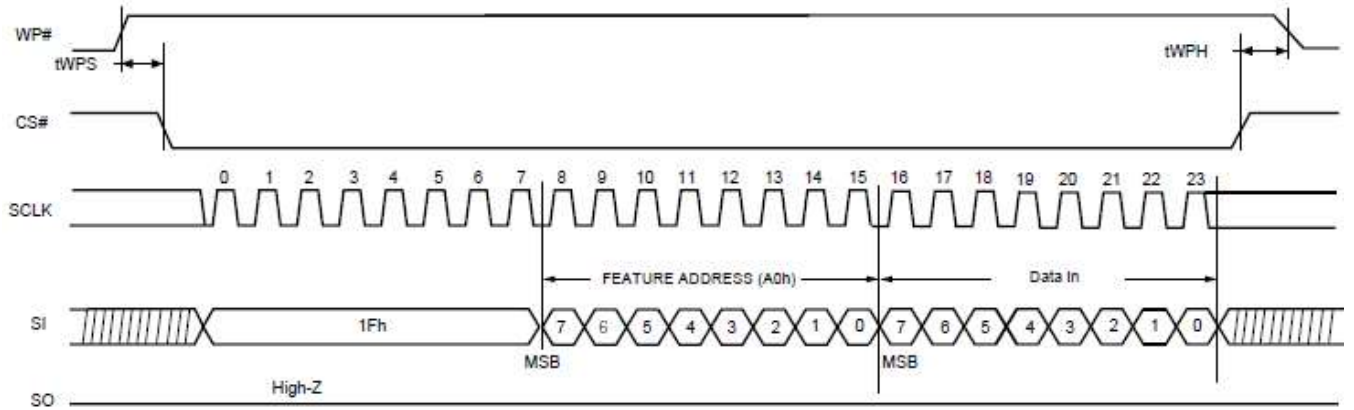 WP#
tWPS
tWPH
CS#
0 1 2 3 4 5 6 7 8 9 10 11 12 13 14 15 16 17 18 19 20 21 22 23
SCLK
FEATURE ADDRESS (A0h) Data In
SI 1Fh 7 6 5 4 3 2 1 0 7 6 5 4 3 2 1 0
MSB MSB
High-Z
SO